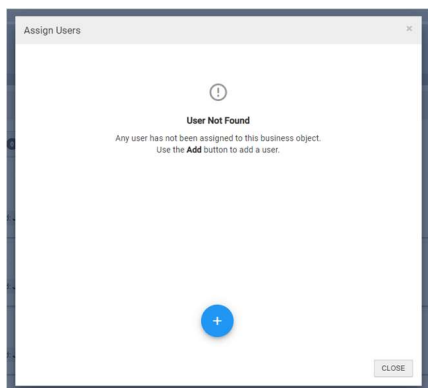 Assign Users
User Not Found
Any user has not been assigned to this business object.
Use the Add button to add a user.
CLOSE